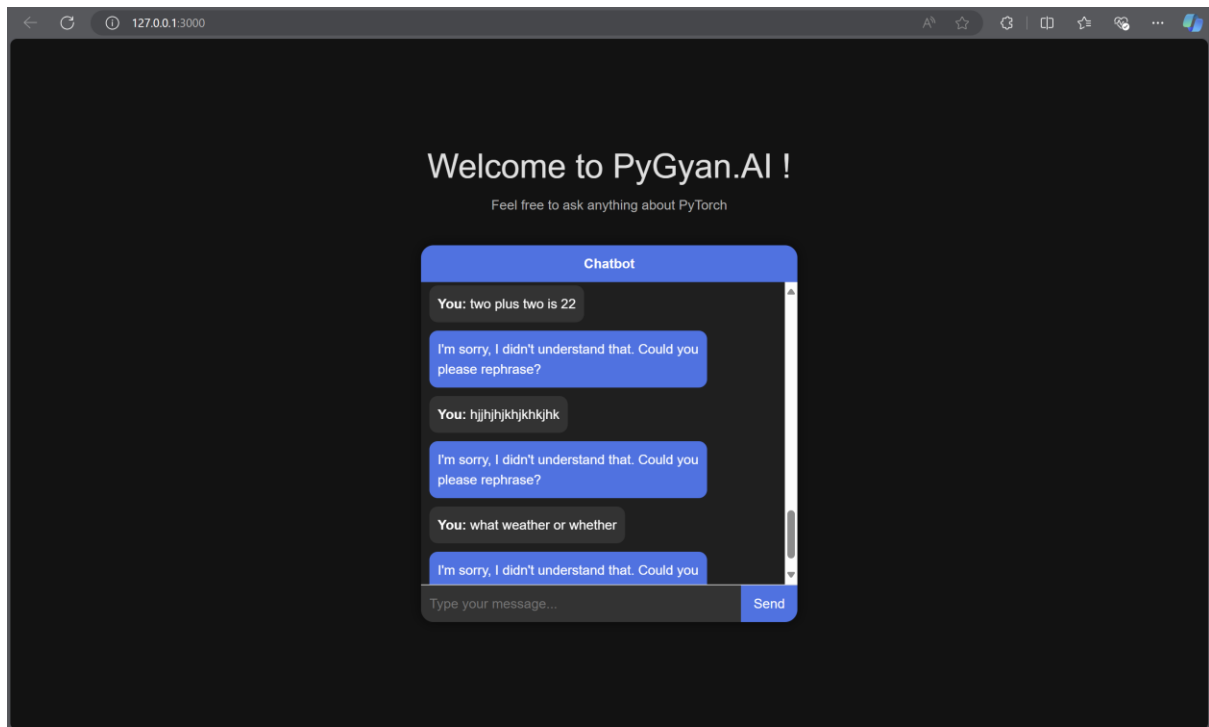 127.0.0.1:3000
Welcome to PyGyan.AI !
Feel free to ask anything about PyTorch
Chatbot
You: two plus two is 22
I'm sorry, I didn't understand that. Could you
please rephrase?
You: hjjhjhjkhjkhkjhk
I'm sorry, I didn't understand that. Could you
please rephrase?
You: what weather or whether
I'm sorry, I didn't understand that. Could you
Type your message...
Send